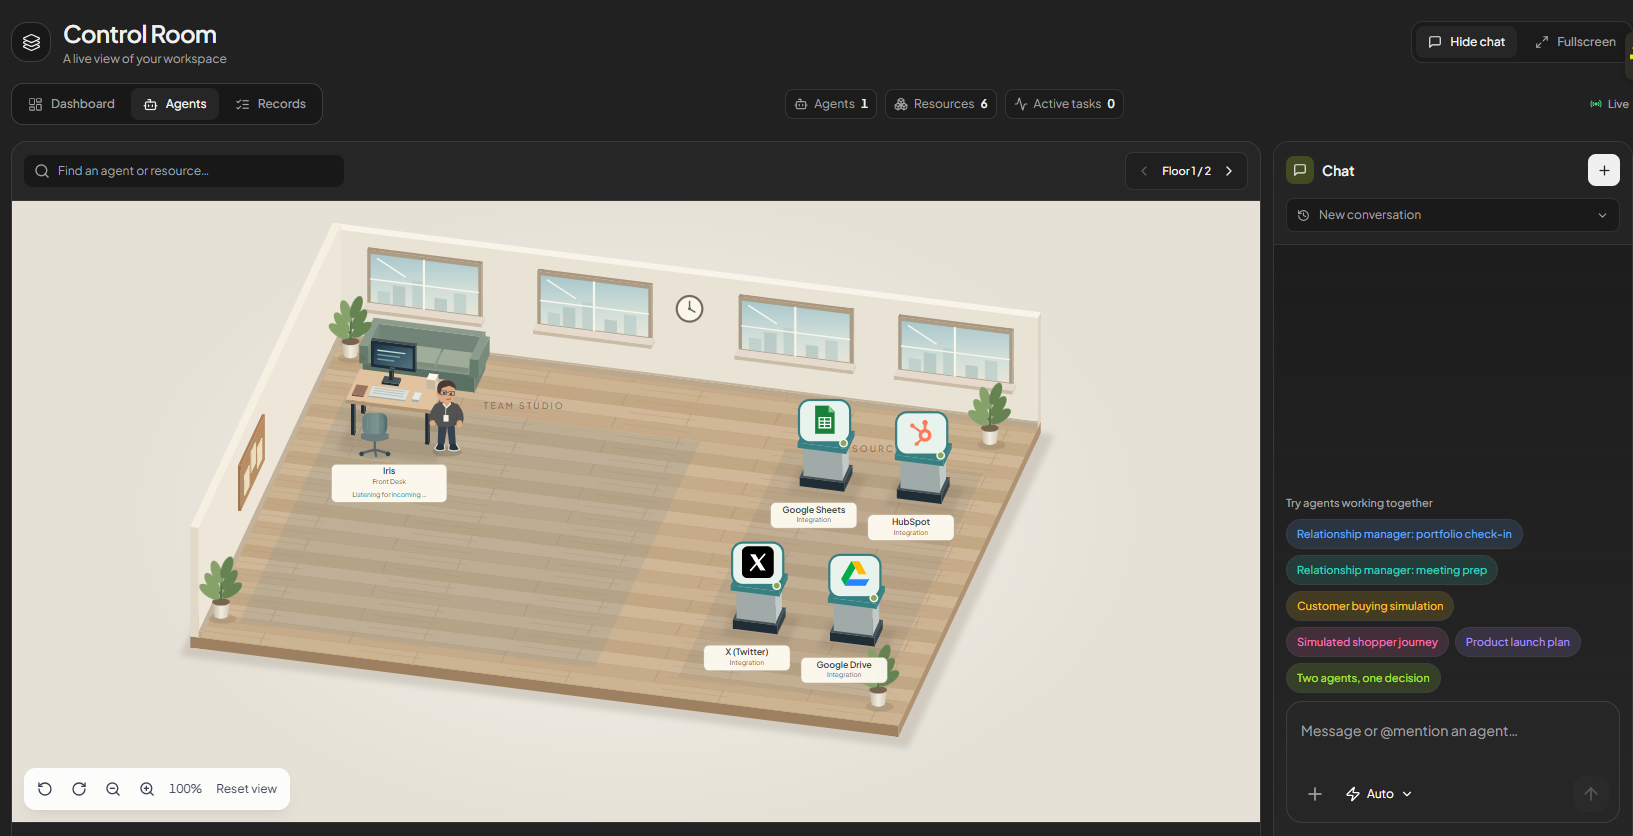 Control Room
A live view of your workspace
Hide chat
Fullscreen
Dashboard
Agents
Records
Agents 1
Resources 6
Active tasks 0
Live
Find an agent or resource...
Floor 1 / 2
TEAM STUDIO
SOURC
Iris
Front Desk
Listening for incoming ...
Google Sheets
Integration
HubSpot
Integration
X (Twitter)
Integration
Google Drive
Integration
100%
Reset view
Chat
New conversation
Try agents working together
Relationship manager: portfolio check-in
Relationship manager: meeting prep
Customer buying simulation
Simulated shopper journey
Product launch plan
Two agents, one decision
Message or @mention an agent...
Auto